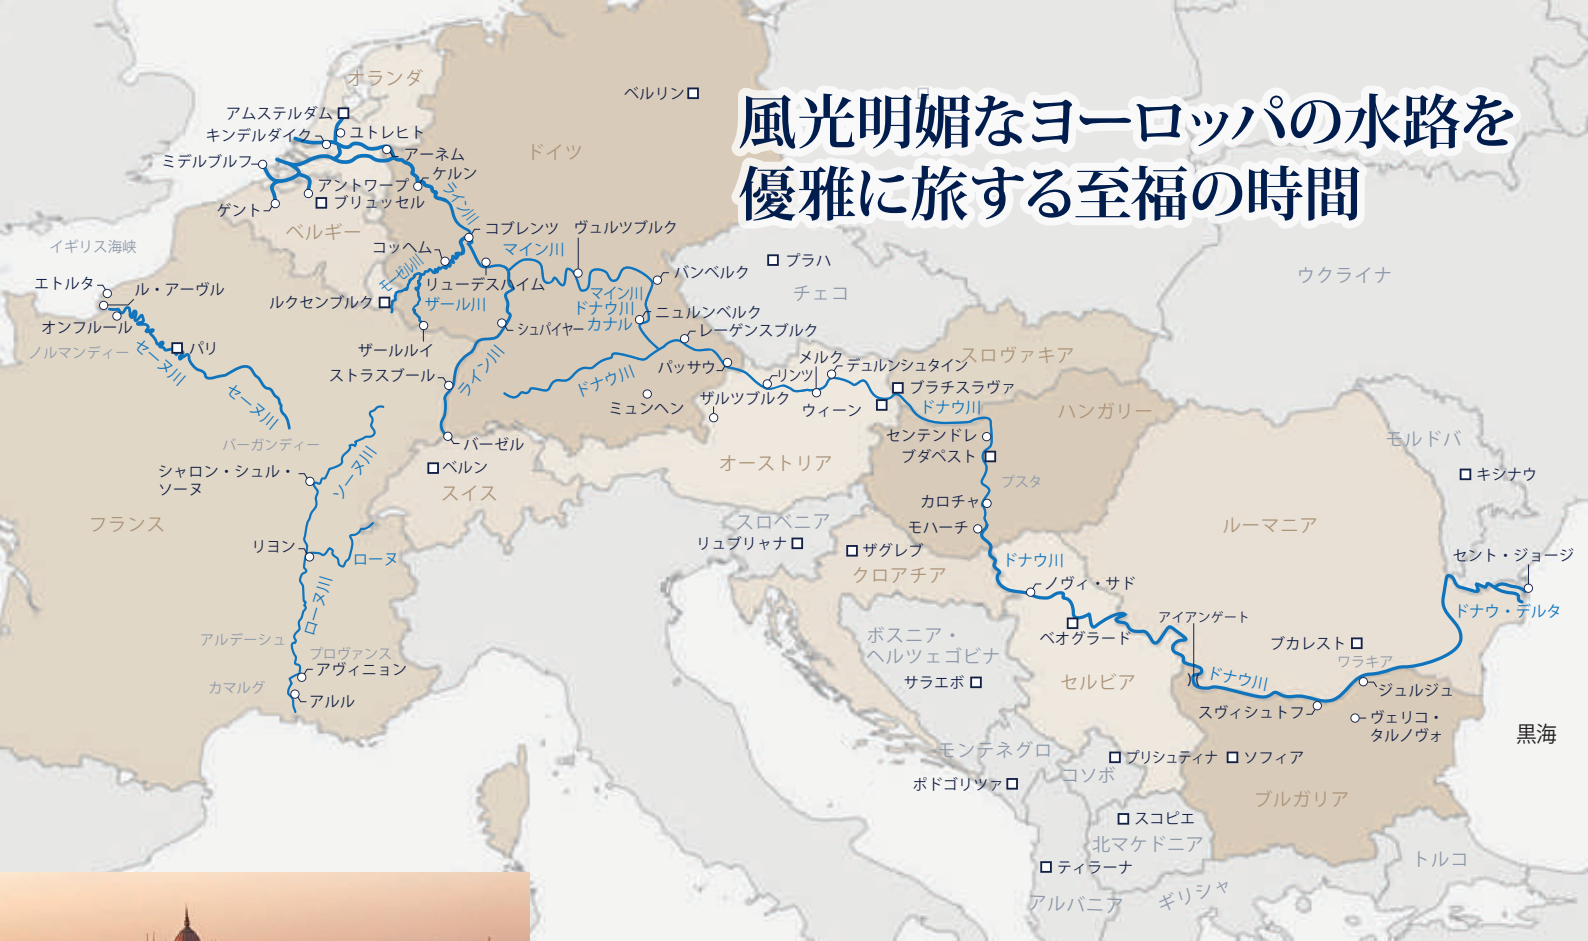 風光明媚なヨーロッパの水路を
優雅に旅する至福の時間
オランダ
ベルリン
アムステルダム
キンデルダイク
ユトレヒト
ミデルブルフ
アーネム
ドイツ
ケルン
アントワープ
ブリュッセル
ゲント
ライン川
ベルギー
イギリス海峡
コッヘム
コブレンツ
ヴュルツブルク
マイン川
モーゼル川
エトルタ
ル・アーヴル
ルクセンブルク
リューデスハイム
ザール川
バンベルク
プラハ
チェコ
ウクライナ
マイン川
ドナウ川
カナル
ニュルンベルク
オンフルール
シュパイヤー
レーゲンスブルク
ノルマンディー
セーヌ川
パリ
ザールルイ
ストラスブール
ライン川
ドナウ川
パッサウ
リンツ
メルク
デュルンシュタイン
スロヴァキア
ブラチスラヴァ
ミュンヘン
ザルツブルク
ウィーン
ドナウ川
ハンガリー
セーヌ川
バーガンディー
バーゼル
センテンドレ
ブダペスト
モルドバ
キシナウ
シャロン・シュル・
ソーヌ
ソーヌ川
ベルン
スイス
オーストリア
プスタ
カロチャ
フランス
スロベニア
リュブリャナ
モハーチ
ルーマニア
リヨン
ローヌ
ザグレブ
クロアチア
ドナウ川
ノヴィ・サド
セント・ジョージ
ドナウ・デルタ
ローヌ川
アルデーシュ
プロヴァンス
アヴィニョン
カマルグ
アルル
ボスニア・
ヘルツェゴビナ
サラエボ
ベオグラード
アイアンゲート
ブカレスト
ワラキア
セルビア
ドナウ川
ジュルジュ
スヴィシュトフ
ヴェリコ・
タルノヴォ
黒海
モンテネグロ
ポドゴリツァ
コソボ
プリシュティナ
ソフィア
ブルガリア
スコピエ
北マケドニア
ティラーナ
アルバニア
ギリシャ
トルコ